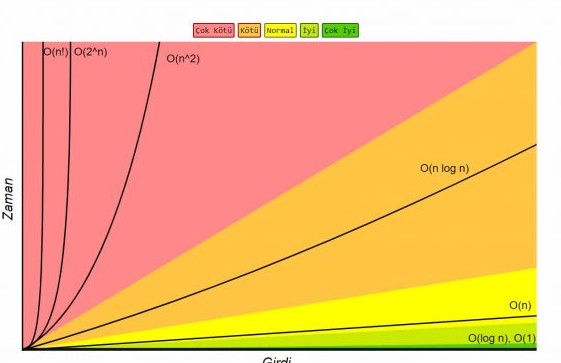 Çok Kötü Kötü Normal İyi Çok İyi
O(n!) O(2^n)
O(n^2)
O(n log n)
Zaman
O(n)
O(log n), O(1)
Girdi